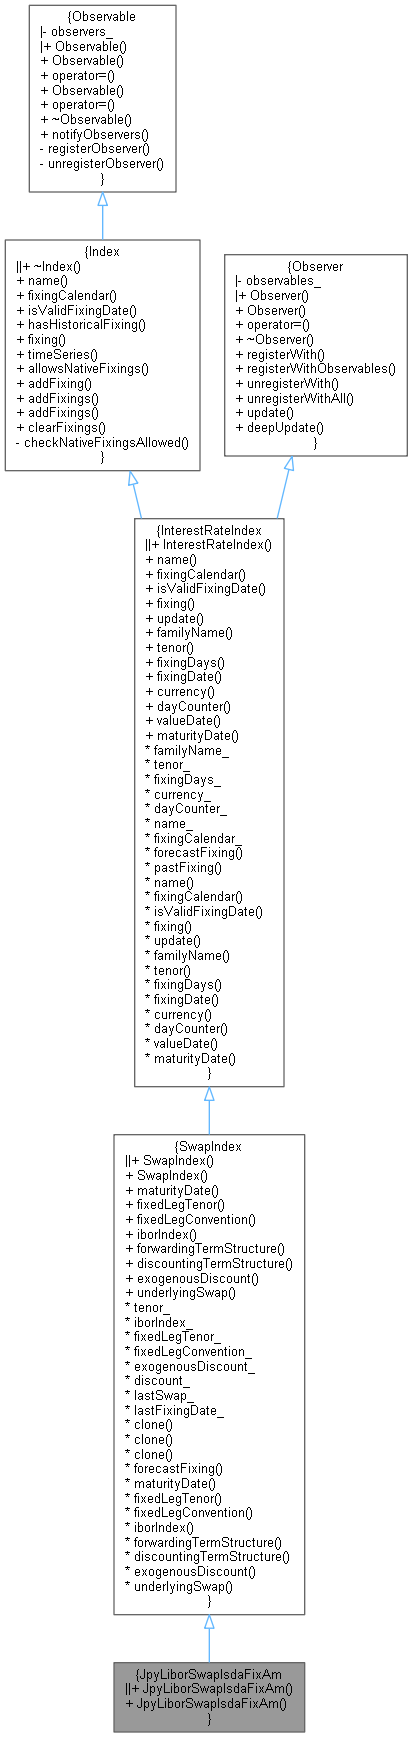 {Observable
|- observers_
|+ Observable()
+ Observable()
+ operator=()
+ Observable()
+ operator=()
+ ~Observable()
+ notifyObservers()
- registerObserver()
- unregisterObserver()
}
{Index
||+ ~Index()
+ name()
+ fixingCalendar()
+ isValidFixingDate()
+ hasHistoricalFixing()
+ fixing()
+ timeSeries()
+ allowsNativeFixings()
+ addFixing()
+ addFixings()
+ addFixings()
+ clearFixings()
- checkNativeFixingsAllowed()
}
{Observer
|- observables_
|+ Observer()
+ Observer()
+ operator=()
+ ~Observer()
+ registerWith()
+ registerWithObservables()
+ unregisterWith()
+ unregisterWithAll()
+ update()
+ deepUpdate()
}
{InterestRateIndex
||+ InterestRateIndex()
+ name()
+ fixingCalendar()
+ isValidFixingDate()
+ fixing()
+ update()
+ familyName()
+ tenor()
+ fixingDays()
+ fixingDate()
+ currency()
+ dayCounter()
+ valueDate()
+ maturityDate()
* familyName_
* tenor_
* fixingDays_
* currency_
* dayCounter_
* name_
* fixingCalendar_
* forecastFixing()
* pastFixing()
* name()
* fixingCalendar()
* isValidFixingDate()
* fixing()
* update()
* familyName()
* tenor()
* fixingDays()
* fixingDate()
* currency()
* dayCounter()
* valueDate()
* maturityDate()
}
{SwapIndex
||+ SwapIndex()
+ SwapIndex()
+ maturityDate()
+ fixedLegTenor()
+ fixedLegConvention()
+ iborIndex()
+ forwardingTermStructure()
+ discountingTermStructure()
+ exogenousDiscount()
+ underlyingSwap()
* tenor_
* iborIndex_
* fixedLegTenor_
* fixedLegConvention_
* exogenousDiscount_
* discount_
* lastSwap_
* lastFixingDate_
* clone()
* clone()
* clone()
* forecastFixing()
* maturityDate()
* fixedLegTenor()
* fixedLegConvention()
* iborIndex()
* forwardingTermStructure()
* discountingTermStructure()
* exogenousDiscount()
* underlyingSwap()
}
{JpyLiborSwapIsdaFixAm
||+ JpyLiborSwapIsdaFixAm()
+ JpyLiborSwapIsdaFixAm()
}